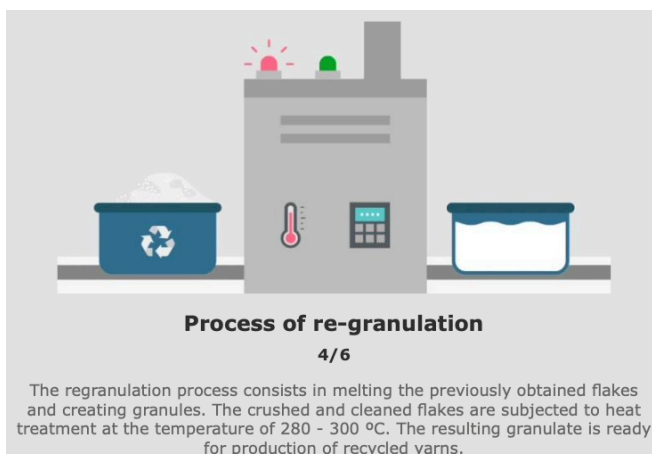 Process of re-granulation
4/6
The regranulation process consists in melting the previously obtained flakes
and creating granules. The crushed and cleaned flakes are subjected to heat
treatment at the temperature of 280 - 300 ºC. The resulting granulate is ready
for production of recycled yarns.